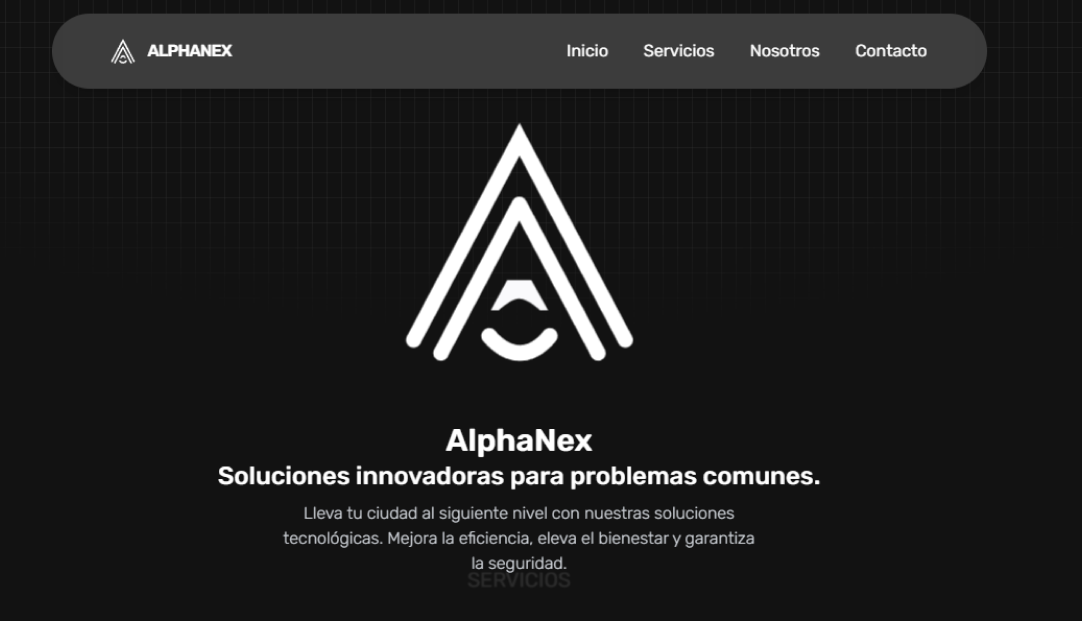 ALPHANEX
Inicio Servicios Nosotros Contacto
AlphaNex
Soluciones innovadoras para problemas comunes.
Lleva tu ciudad al siguiente nivel con nuestras soluciones
tecnológicas. Mejora la eficiencia, eleva el bienestar y garantiza
la seguridad.
SERVICIOS